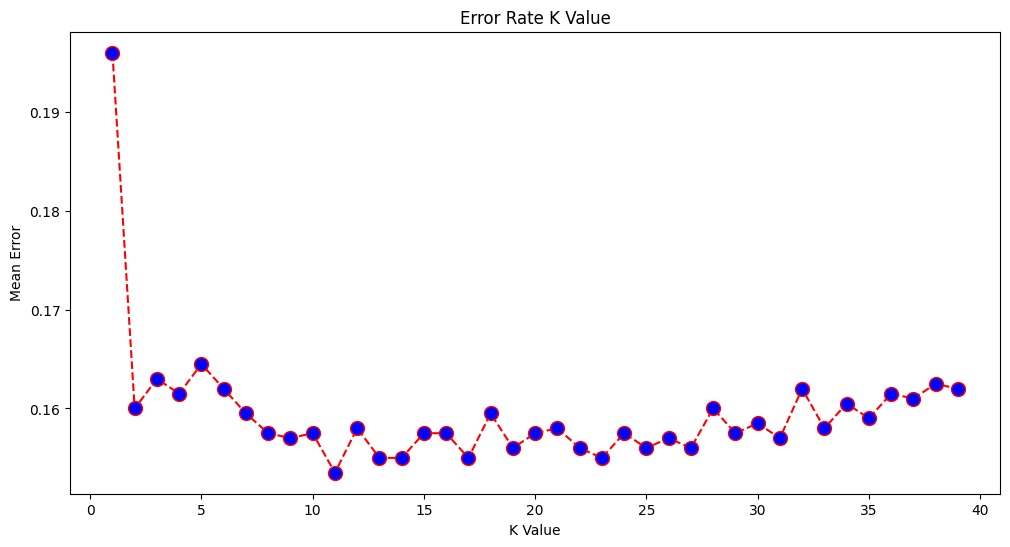 Error Rate K Value
0.19
0.18
0.17
0.16
Mean Error
0 5 10 15 20 25 30 35 40
K Value